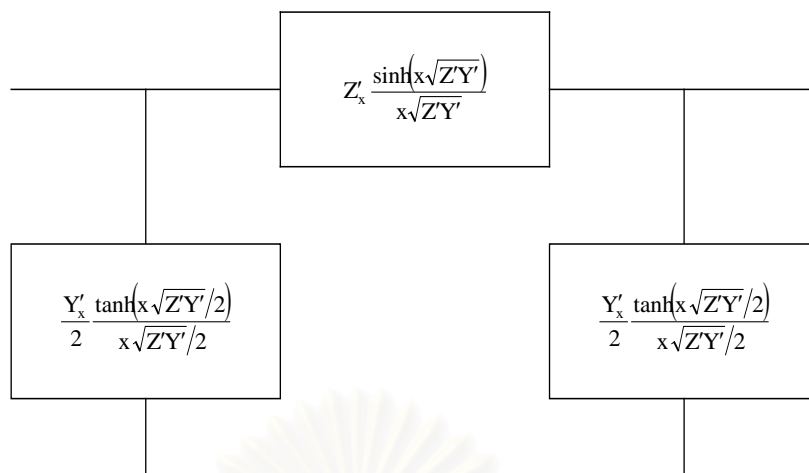 Z′ₓ sinh(x√Z′Y′) / x√Z′Y′
Y′ₓ/2 tanh(x√Z′Y′/2) / x√Z′Y′/2
Y′ₓ/2 tanh(x√Z′Y′/2) / x√Z′Y′/2